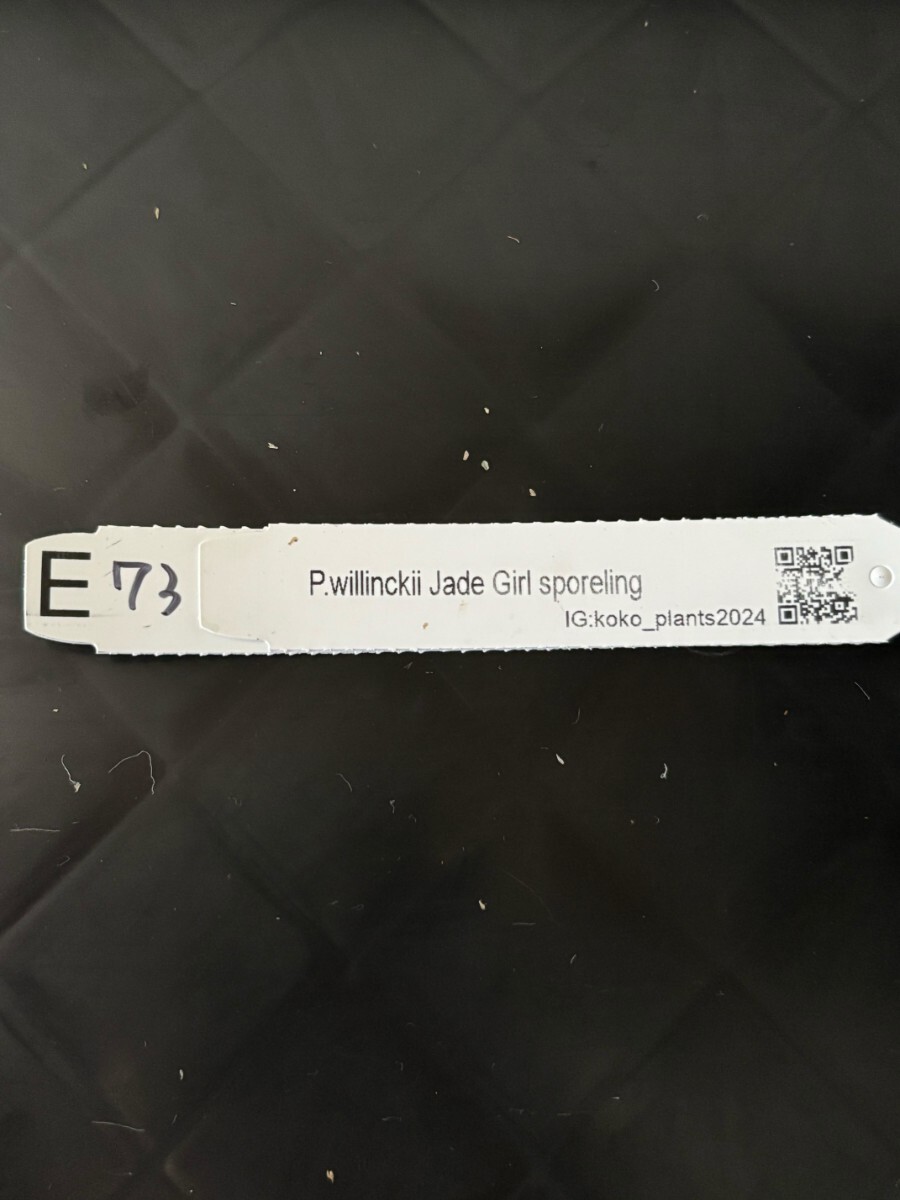 E 73
P.willinckii Jade Girl sporeling
IG:koko_plants2024